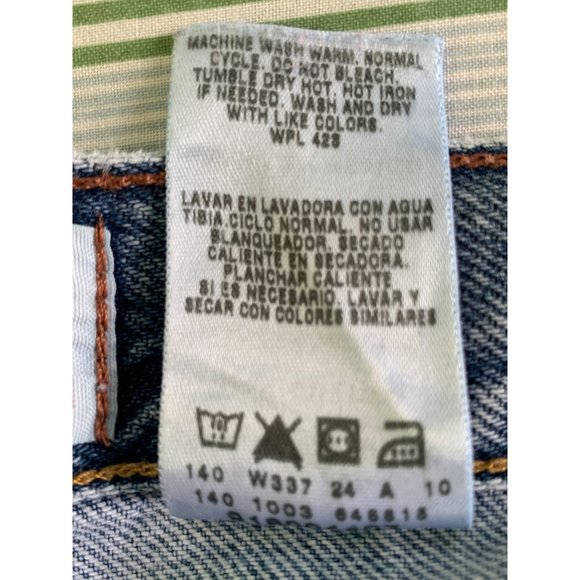 MACHINE WASH WARM. NORMAL
CYCLE. DO NOT BLEACH.
TUMBLE DRY HOT. HOT IRON
IF NEEDED. WASH AND DRY
WITH LIKE COLORS.
WPL 423
LAVAR EN LAVADORA CON AGUA
TIBIA.CICLO NORMAL. NO USAR
BLANQUEADOR. SECADO
CALIENTE EN SECADORA.
PLANCHAR CALIENTE
SI ES NECESARIO. LAVAR Y
SECAR CON COLORES SIMILARES
140 W337 24 A 10
140 1003 648815